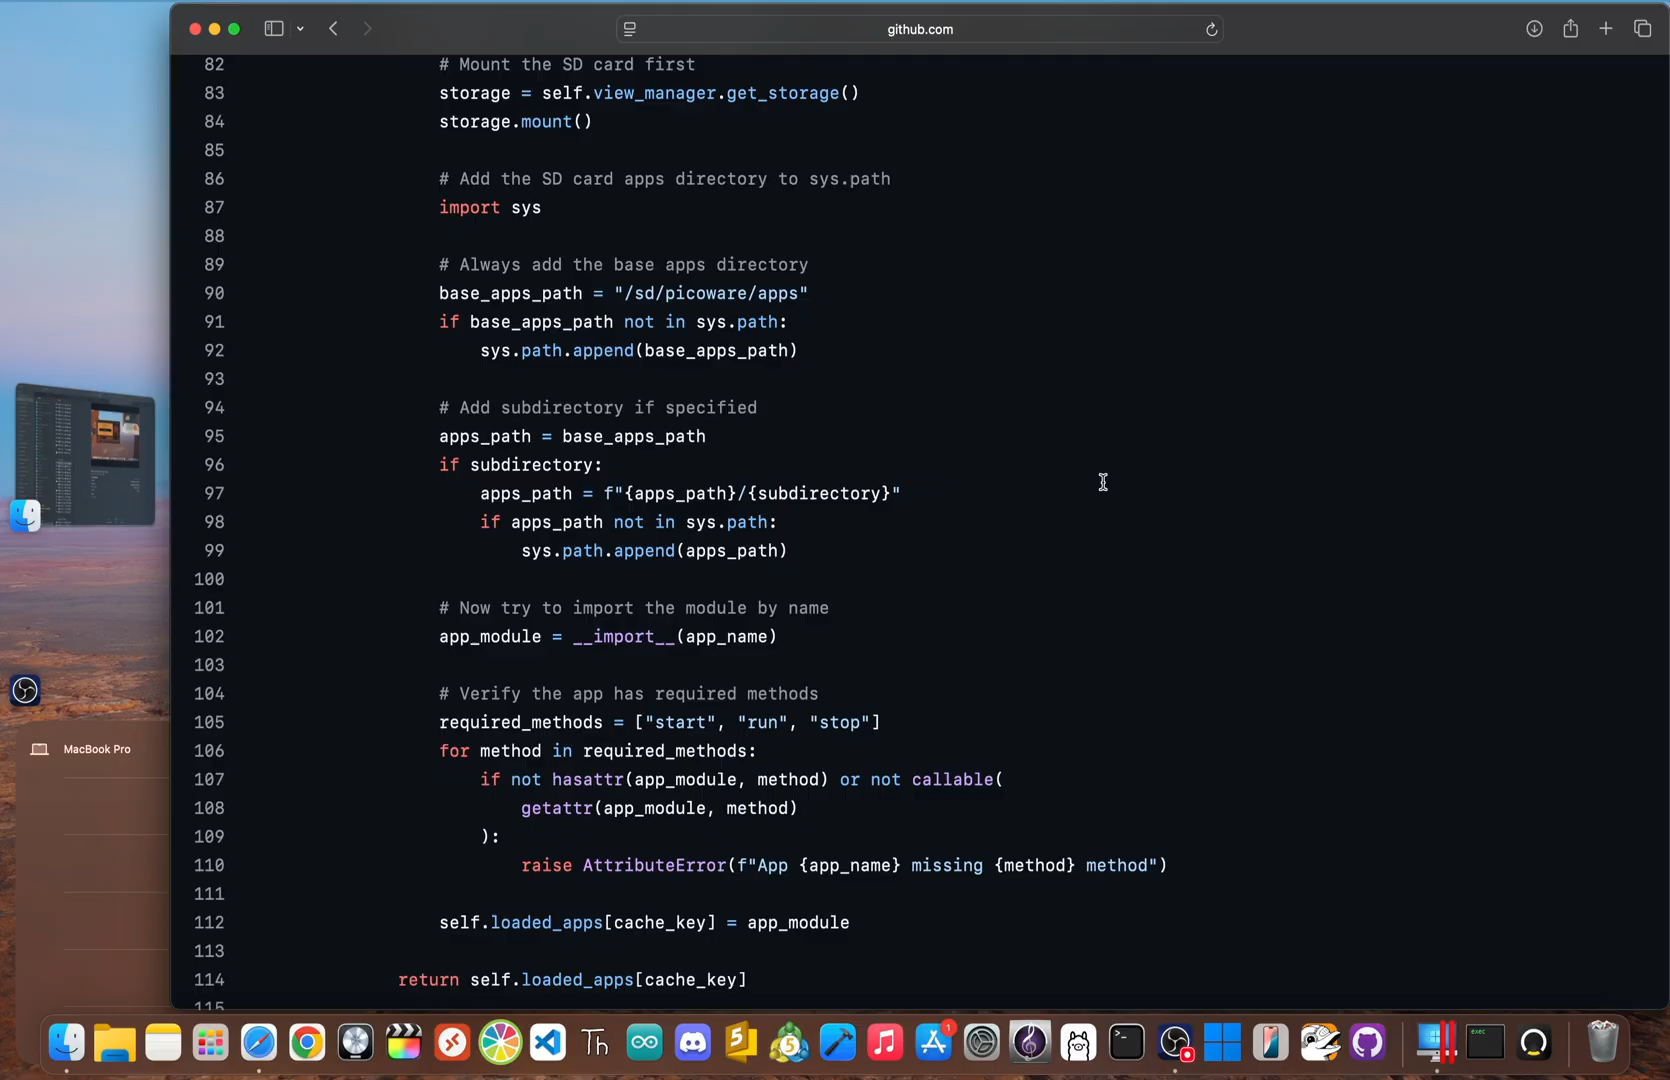 github.com
82 # Mount the SD card first
83 storage = self.view_manager.get_storage()
84 storage.mount()
85
86 # Add the SD card apps directory to sys.path
87 import sys
88
89 # Always add the base apps directory
90 base_apps_path = "/sd/picoware/apps"
91 if base_apps_path not in sys.path:
92 sys.path.append(base_apps_path)
93
94 # Add subdirectory if specified
95 apps_path = base_apps_path
96 if subdirectory:
97 apps_path = f"{apps_path}/{subdirectory}"
98 if apps_path not in sys.path:
99 sys.path.append(apps_path)
100
101 # Now try to import the module by name
102 app_module = __import__(app_name)
103
104 # Verify the app has required methods
105 required_methods = ["start", "run", "stop"]
106 for method in required_methods:
107 if not hasattr(app_module, method) or not callable(
108 getattr(app_module, method)
109 ):
110 raise AttributeError(f"App {app_name} missing {method} method")
111
112 self.loaded_apps[cache_key] = app_module
113
114 return self.loaded_apps[cache_key]
115
MacBook Pro
Th
5
5
1
>_
exec